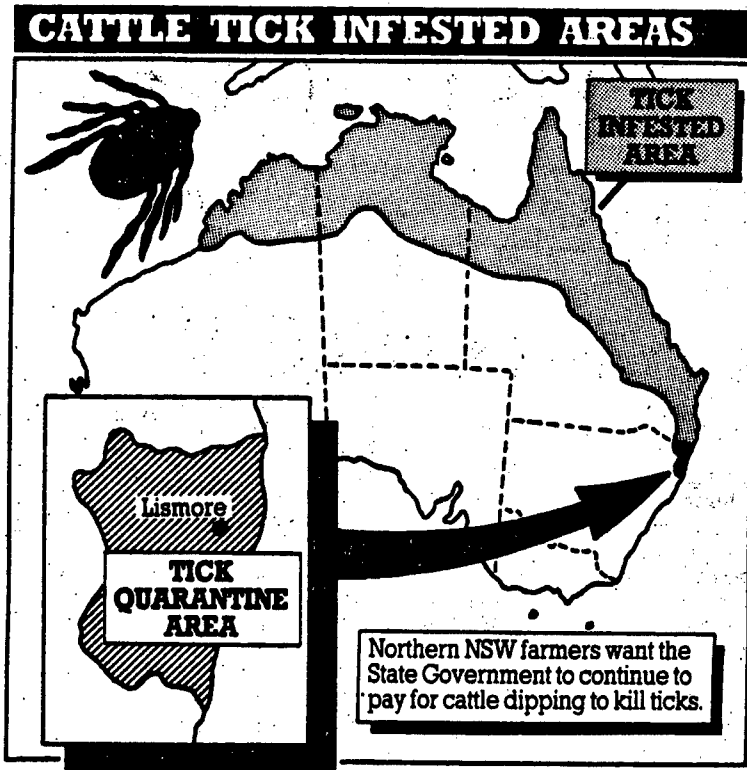 CATTLE TICK INFESTED AREAS
TICK
INFESTED
AREA
Lismore
TICK
QUARANTINE
AREA
Northern NSW farmers want the
State Government to continue to
pay for cattle dipping to kill ticks.